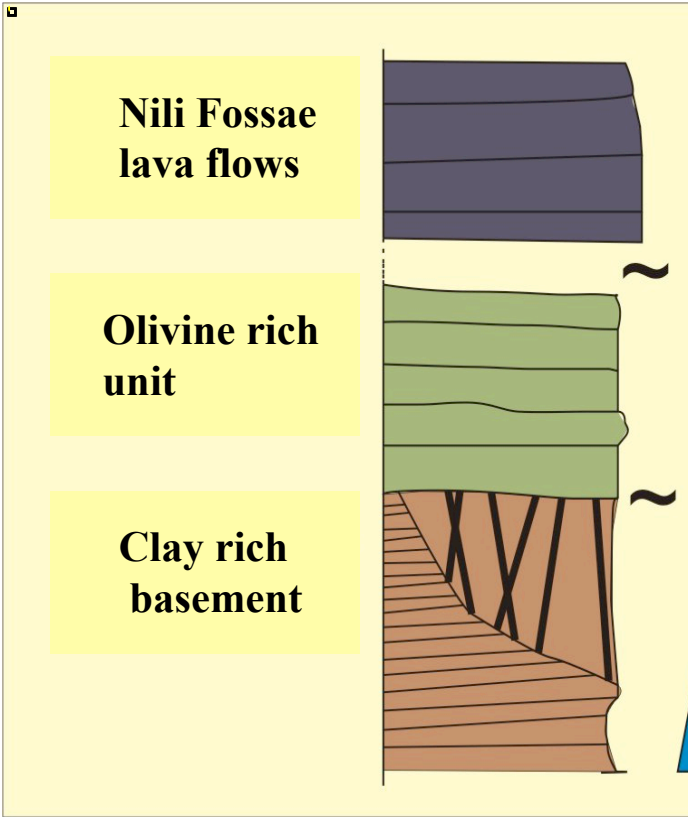 Nili Fossae
lava flows
~
Olivine rich
unit
~
Clay rich
basement